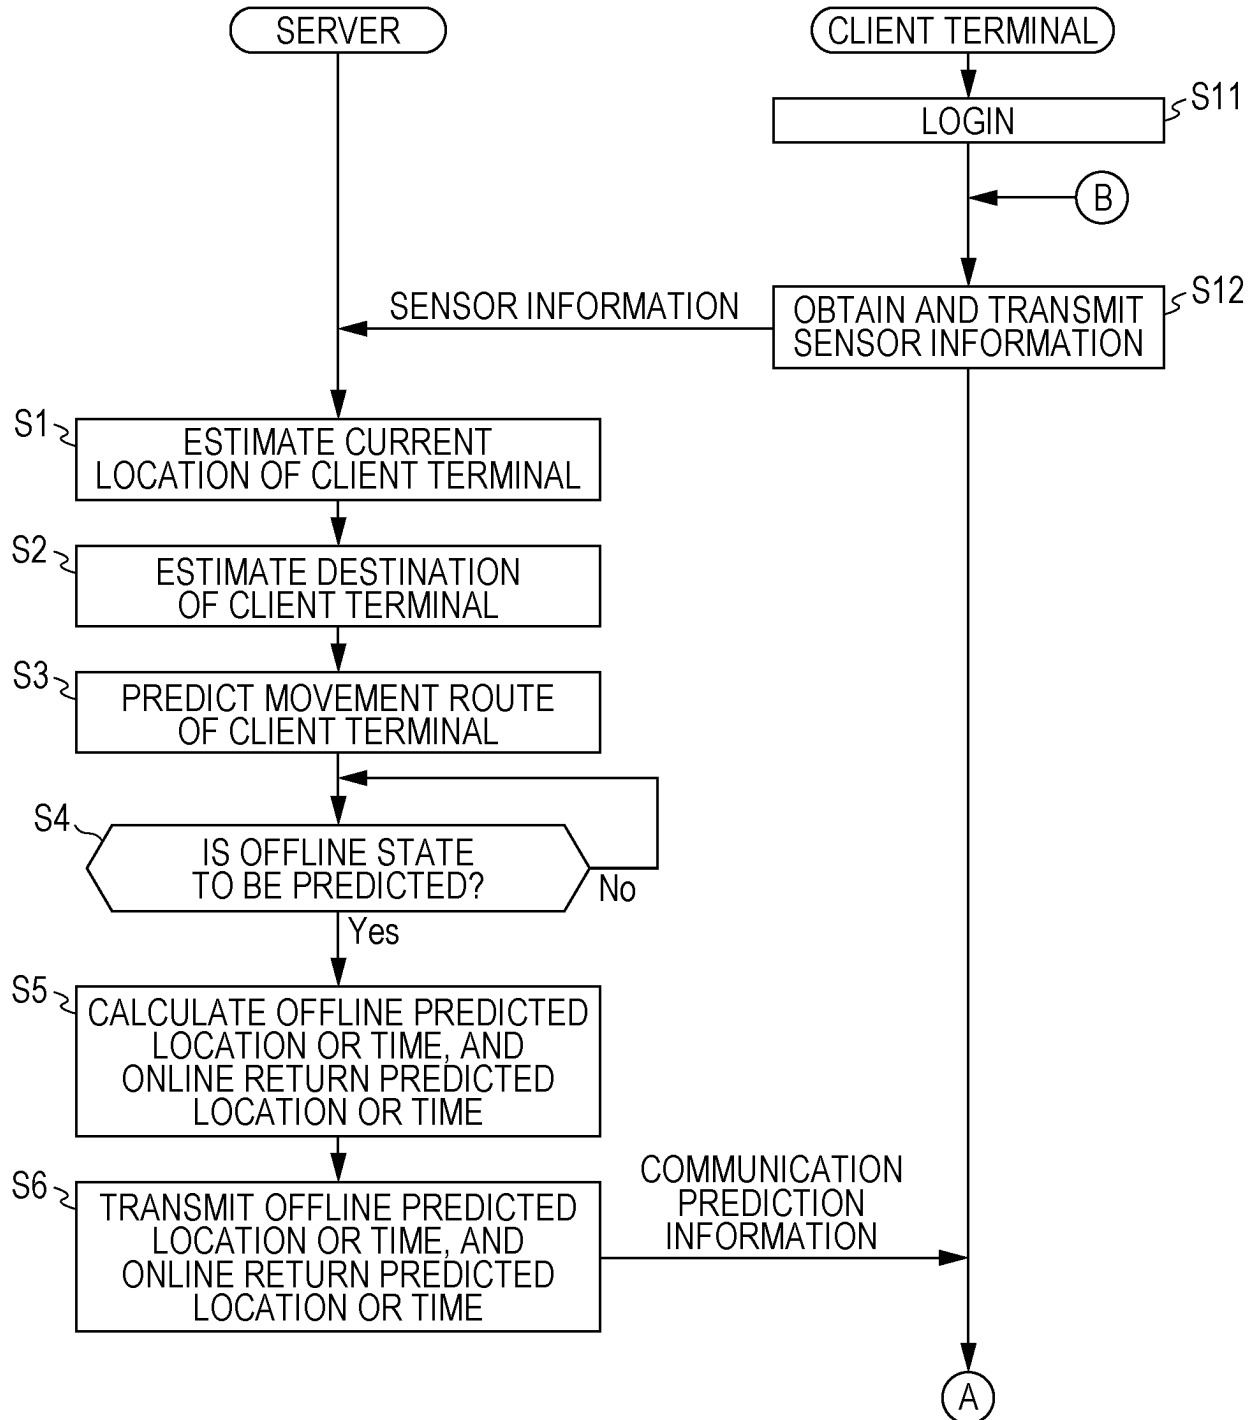 SERVER
CLIENT TERMINAL
S11
LOGIN
B
S12
SENSOR INFORMATION
OBTAIN AND TRANSMIT
SENSOR INFORMATION
S1
ESTIMATE CURRENT
LOCATION OF CLIENT TERMINAL
S2
ESTIMATE DESTINATION
OF CLIENT TERMINAL
S3
PREDICT MOVEMENT ROUTE
OF CLIENT TERMINAL
S4
IS OFFLINE STATE
TO BE PREDICTED?
No
Yes
S5
CALCULATE OFFLINE PREDICTED
LOCATION OR TIME, AND
ONLINE RETURN PREDICTED
LOCATION OR TIME
S6
TRANSMIT OFFLINE PREDICTED
LOCATION OR TIME, AND
ONLINE RETURN PREDICTED
LOCATION OR TIME
COMMUNICATION
PREDICTION
INFORMATION
A